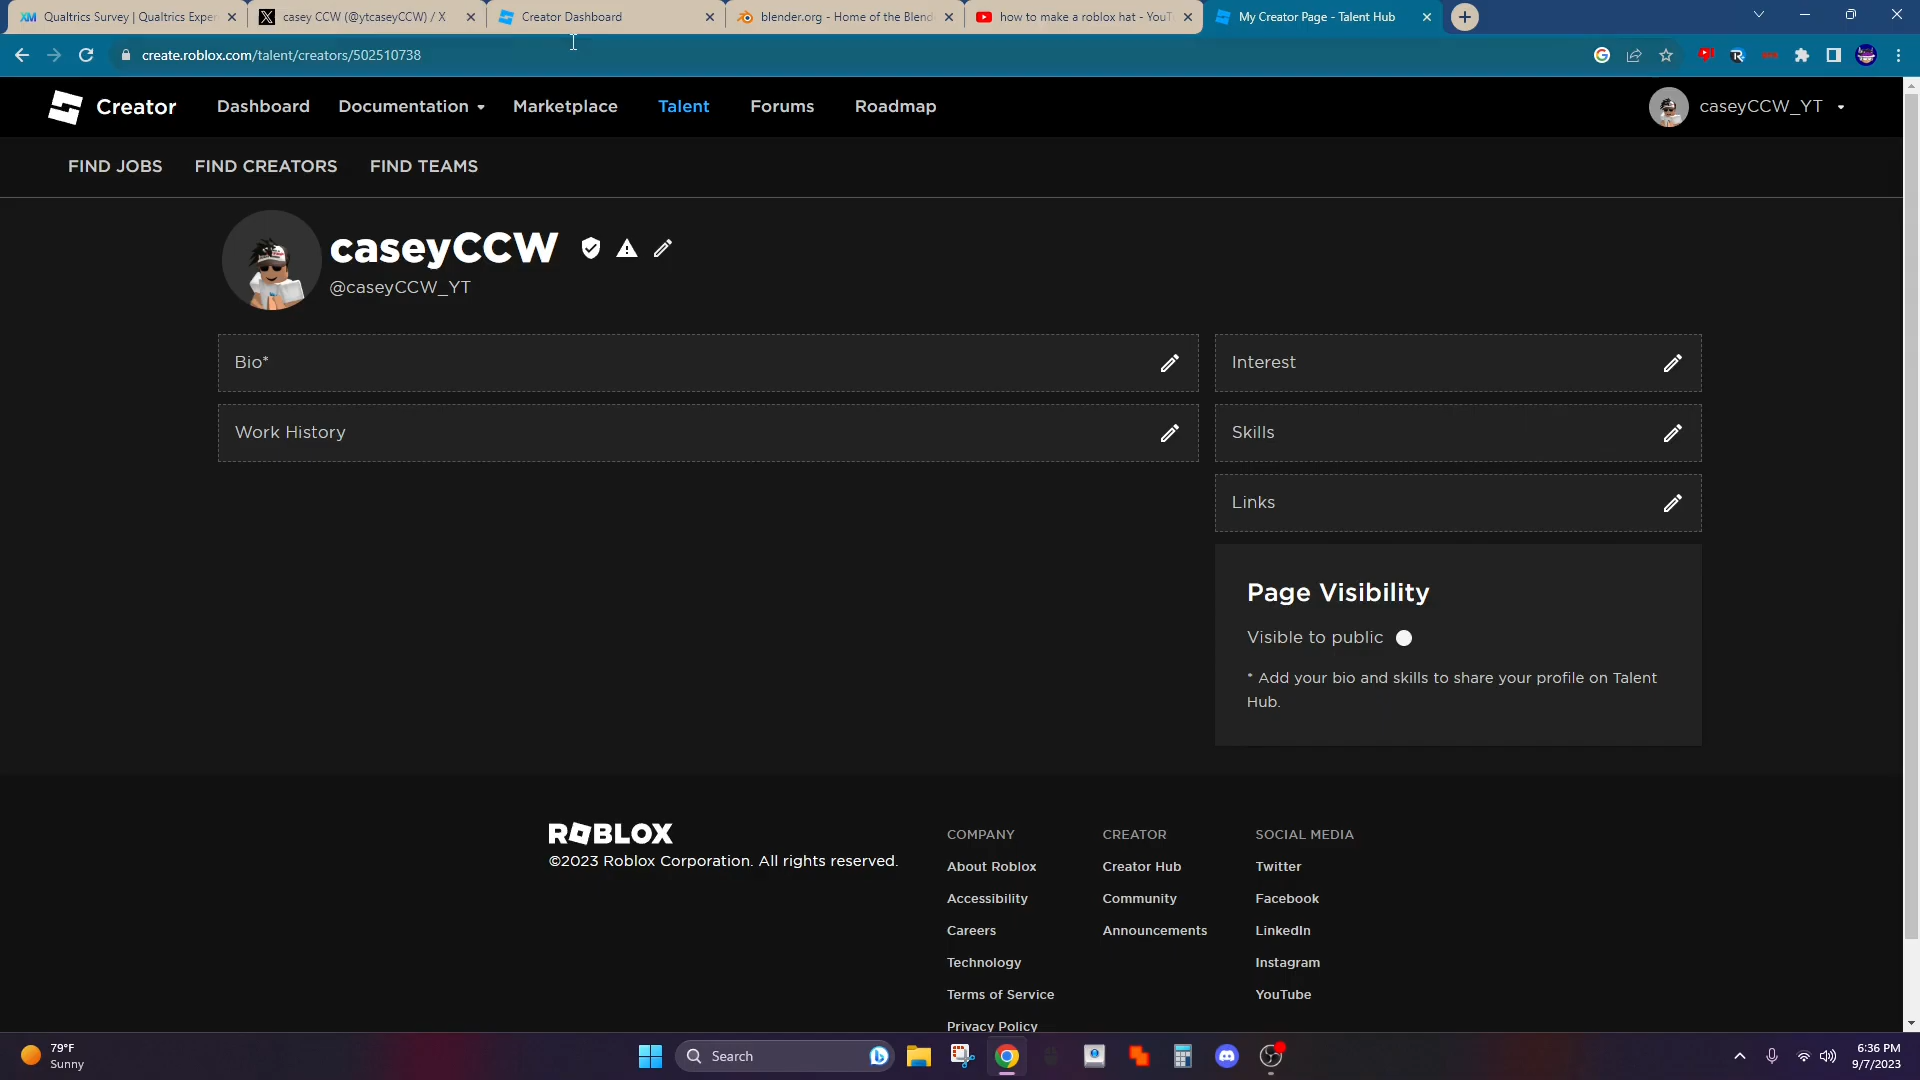 Qualtrics Survey | Qualtrics Exper
casey CCW (@ytcaseyCCW) / X
Creator Dashboard
blender.org - Home of the Blend
how to make a roblox hat - YouT
My Creator Page - Talent Hub
create.roblox.com/talent/creators/502510738
Creator
Dashboard
Documentation
Marketplace
Talent
Forums
Roadmap
caseyCCW_YT
FIND JOBS
FIND CREATORS
FIND TEAMS
caseyCCW
@caseyCCW_YT
Bio*
Interest
Work History
Skills
Links
Page Visibility
Visible to public
* Add your bio and skills to share your profile on Talent
Hub.
ROBLOX
©2023 Roblox Corporation. All rights reserved.
COMPANY
About Roblox
Accessibility
Careers
Technology
Terms of Service
Privacy Policy
CREATOR
Creator Hub
Community
Announcements
SOCIAL MEDIA
Twitter
Facebook
LinkedIn
Instagram
YouTube
79°F
Sunny
Search
6:36 PM
9/7/2023